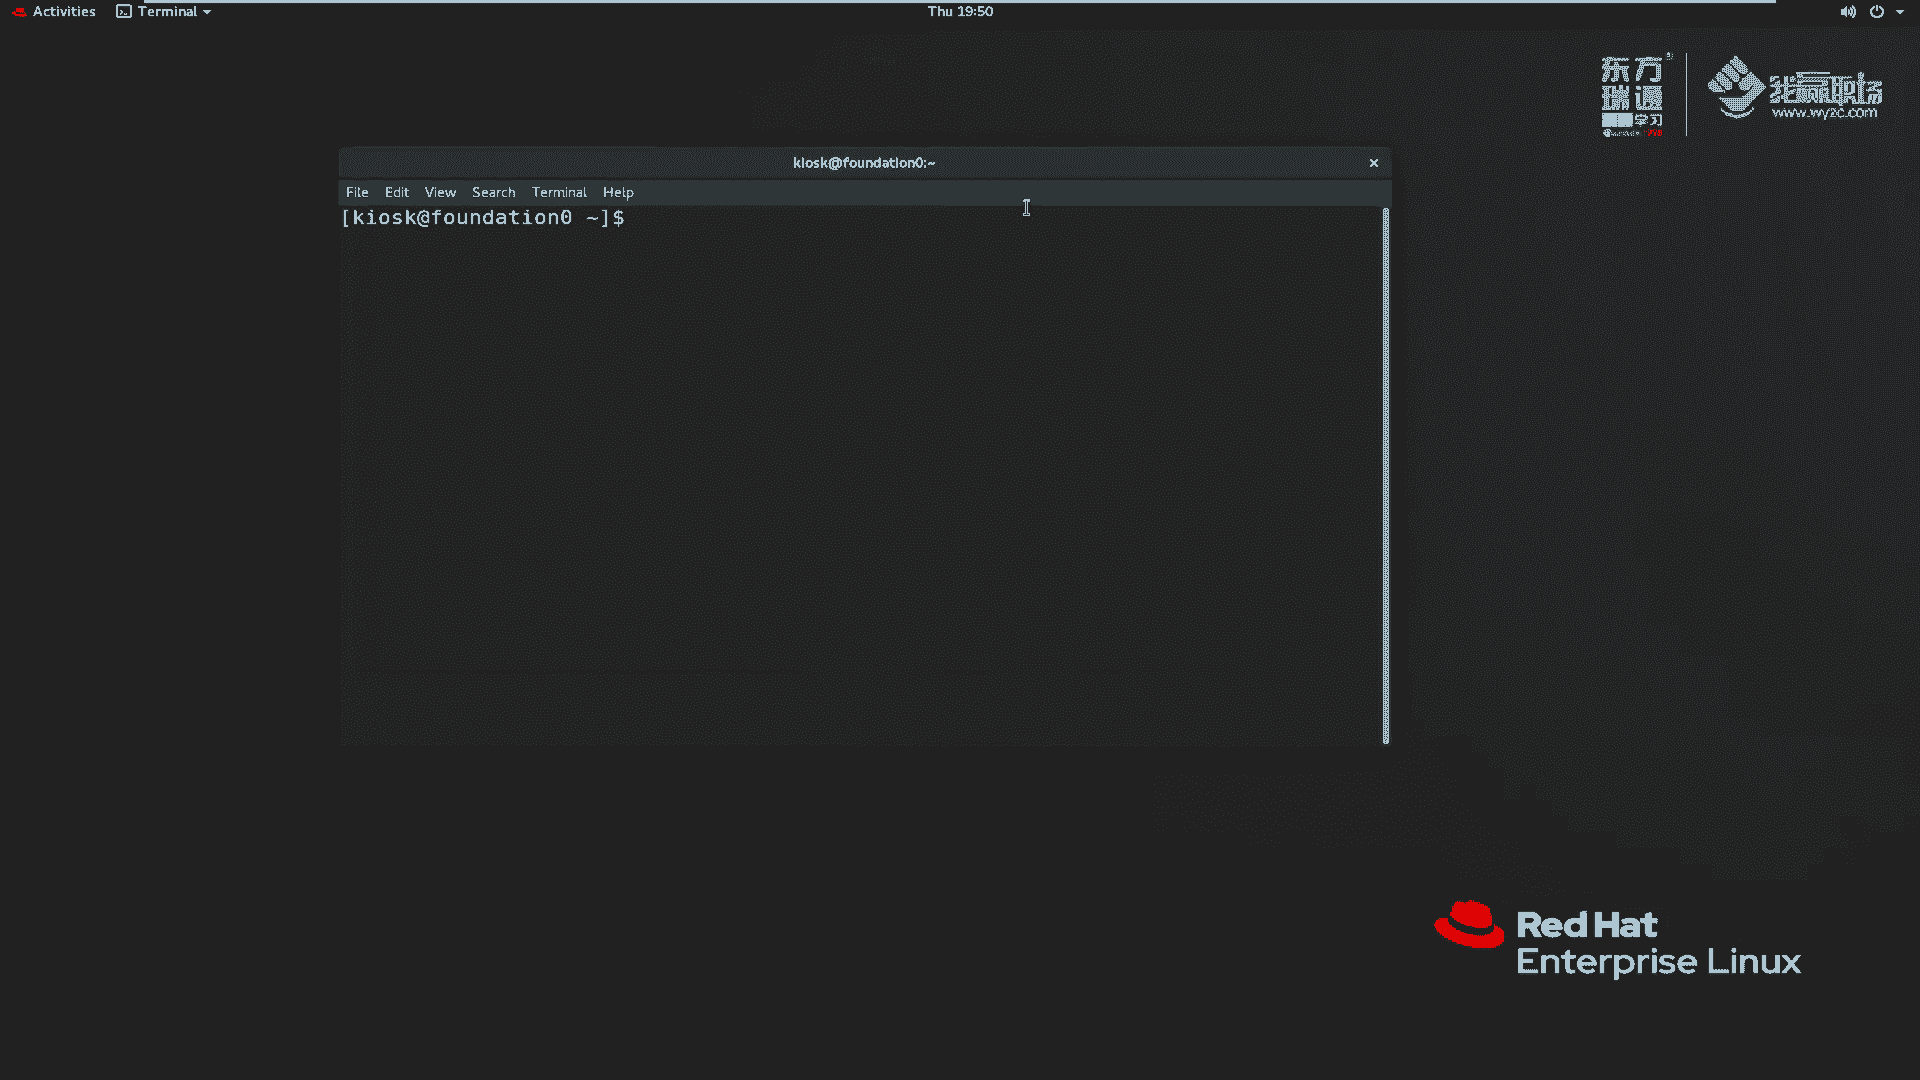 Activities Terminal Thu 19:50
东方
瑞通
学习
我赢职场
www.wy2c.com
kiosk@foundation0:~
File Edit View Search Terminal Help
[kiosk@foundation0 ~]$
Red Hat
Enterprise Linux